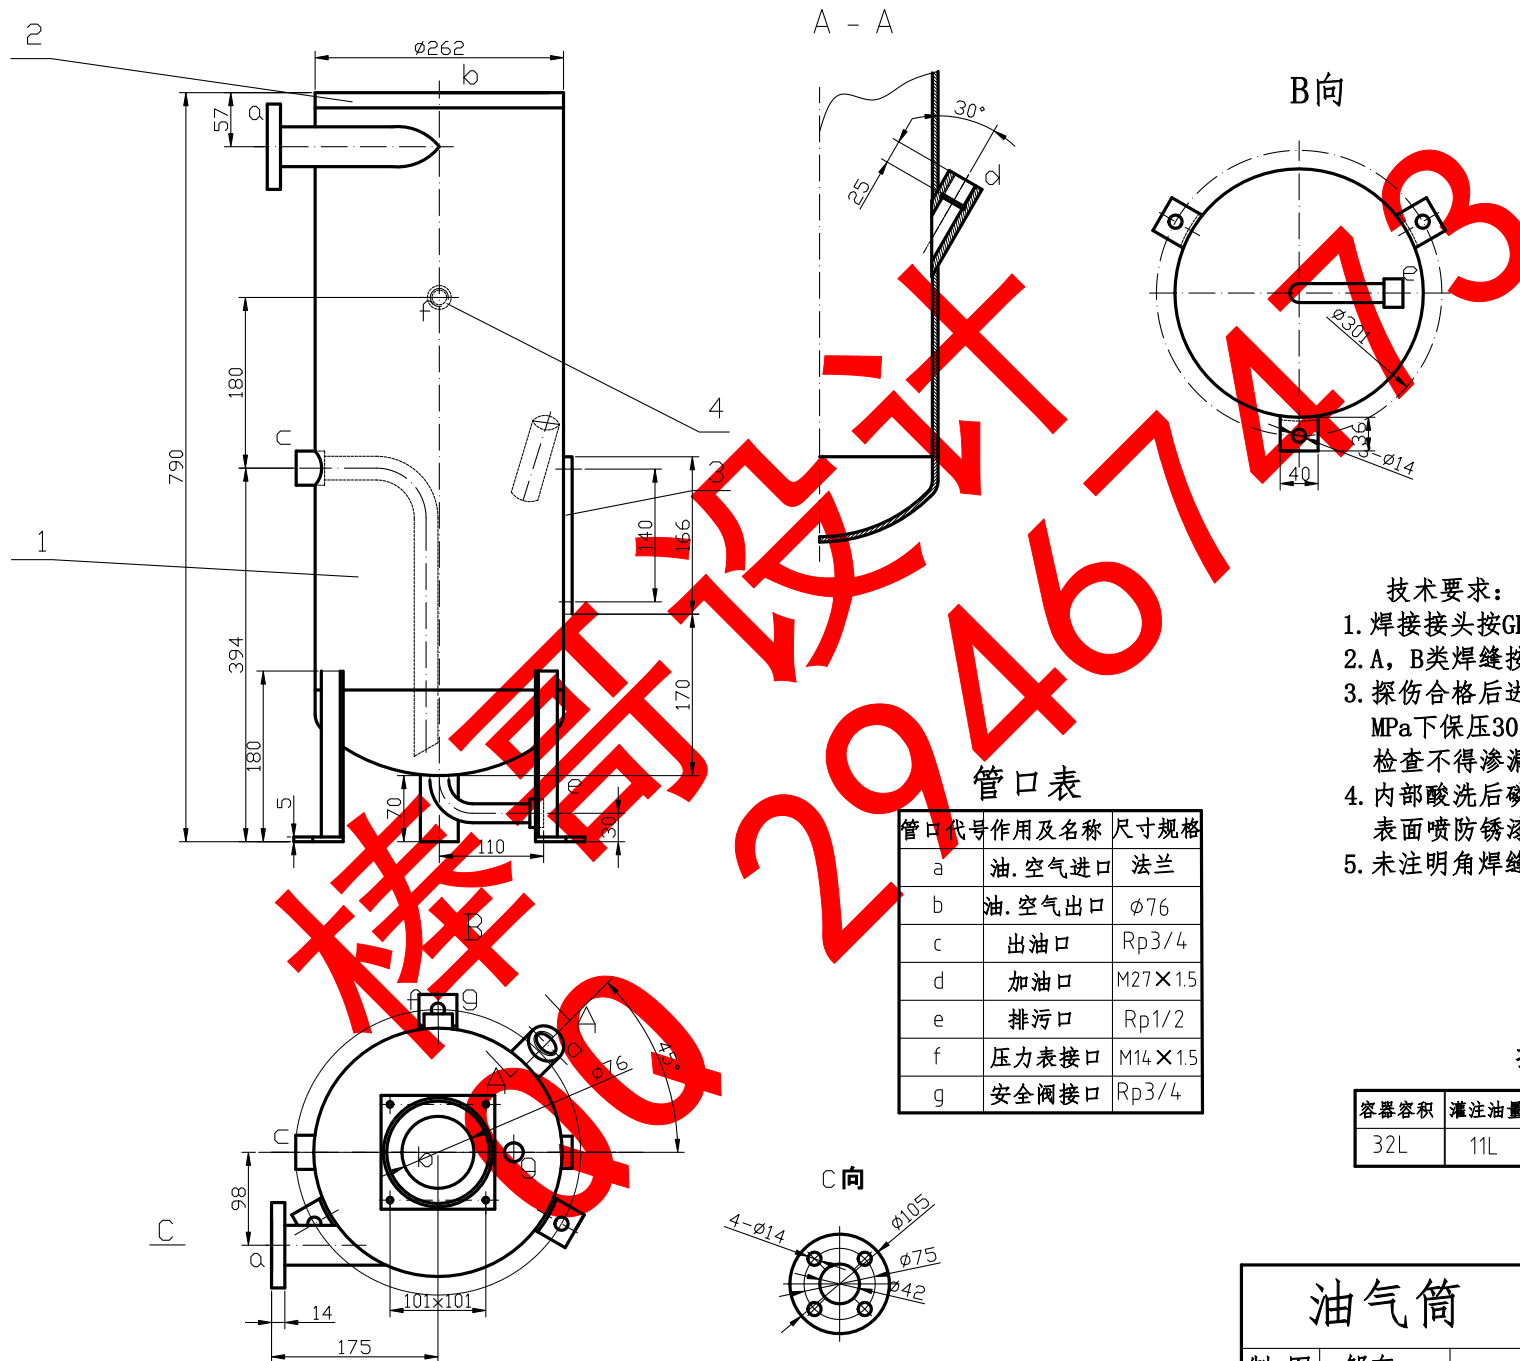 2
ø262
b
A - A
B向
a
57
30°
d
25
e
ø301
f
180
4
c
790
3
36
3-ø14
40
140
166
1
394
技术要求：
1. 焊接接头按G
2. A, B类焊缝按
3. 探伤合格后进
MPa下保压30
检查不得渗漏
4. 内部酸洗后磷
表面喷防锈漆
5. 未注明角焊缝
170
180
5
70
e
30
110
管口表
管口代号 作用及名称 尺寸规格
a 油.空气进口 法兰
b 油.空气出口 ø76
c 出油口 Rp3/4
d 加油口 M27×1.5
e 排污口 Rp1/2
f 压力表接口 M14×1.5
g 安全阀接口 Rp3/4
B
f g
A
d
A
ø76
45°
c
b
g
98
C
a
101×101
14
175
C向
4-ø14
ø105
ø75
ø42
容器容积 灌注油量
32L 11L
油气筒
制图
棒哥设计
QQ 29467473